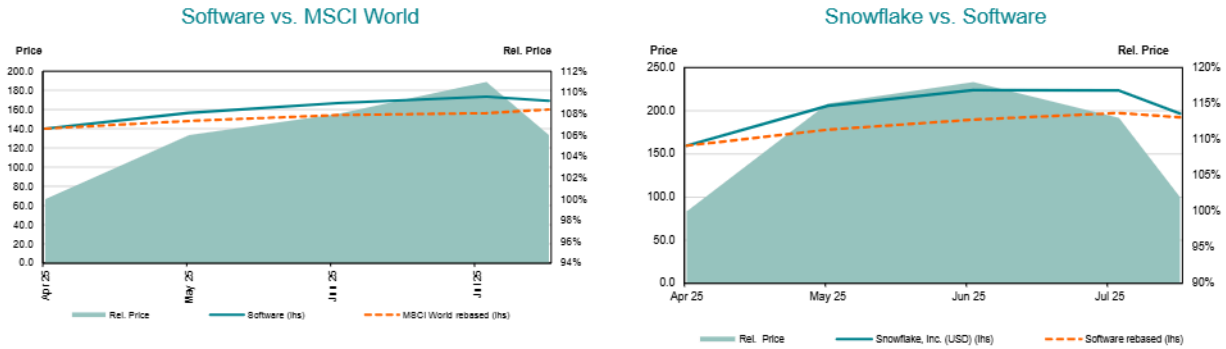 Software vs. MSCI World
Price
Rel. Price
200.0
180.0
160.0
140.0
120.0
100.0
80.0
60.0
40.0
20.0
0.0
112%
110%
108%
106%
104%
102%
100%
98%
96%
94%
Apr 25
May 25
Jun 25
Jul 25
Rel. Price
Software (lhs)
MSCI World rebased (lhs)
Snowflake vs. Software
Price
Rel. Price
250.0
200.0
150.0
100.0
50.0
0.0
120%
115%
110%
105%
100%
95%
90%
Apr 25
May 25
Jun 25
Jul 25
Rel. Price
Snowflake, Inc. (USD) (lhs)
Software rebased (lhs)